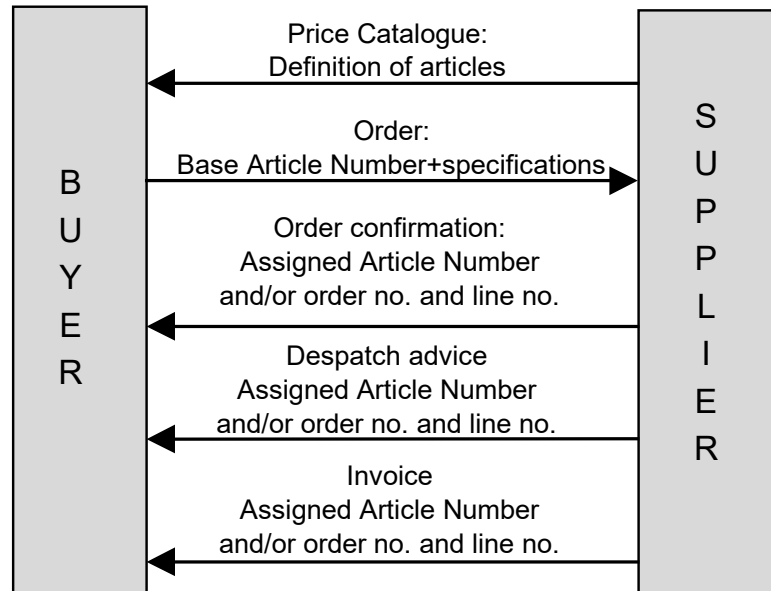 Price Catalogue:
Definition of articles
Order:
Base Article Number+specifications
Order confirmation:
Assigned Article Number
and/or order no. and line no.
Despatch advice
Assigned Article Number
and/or order no. and line no.
Invoice
Assigned Article Number
and/or order no. and line no.
B
U
Y
E
R
S
U
P
P
L
I
E
R